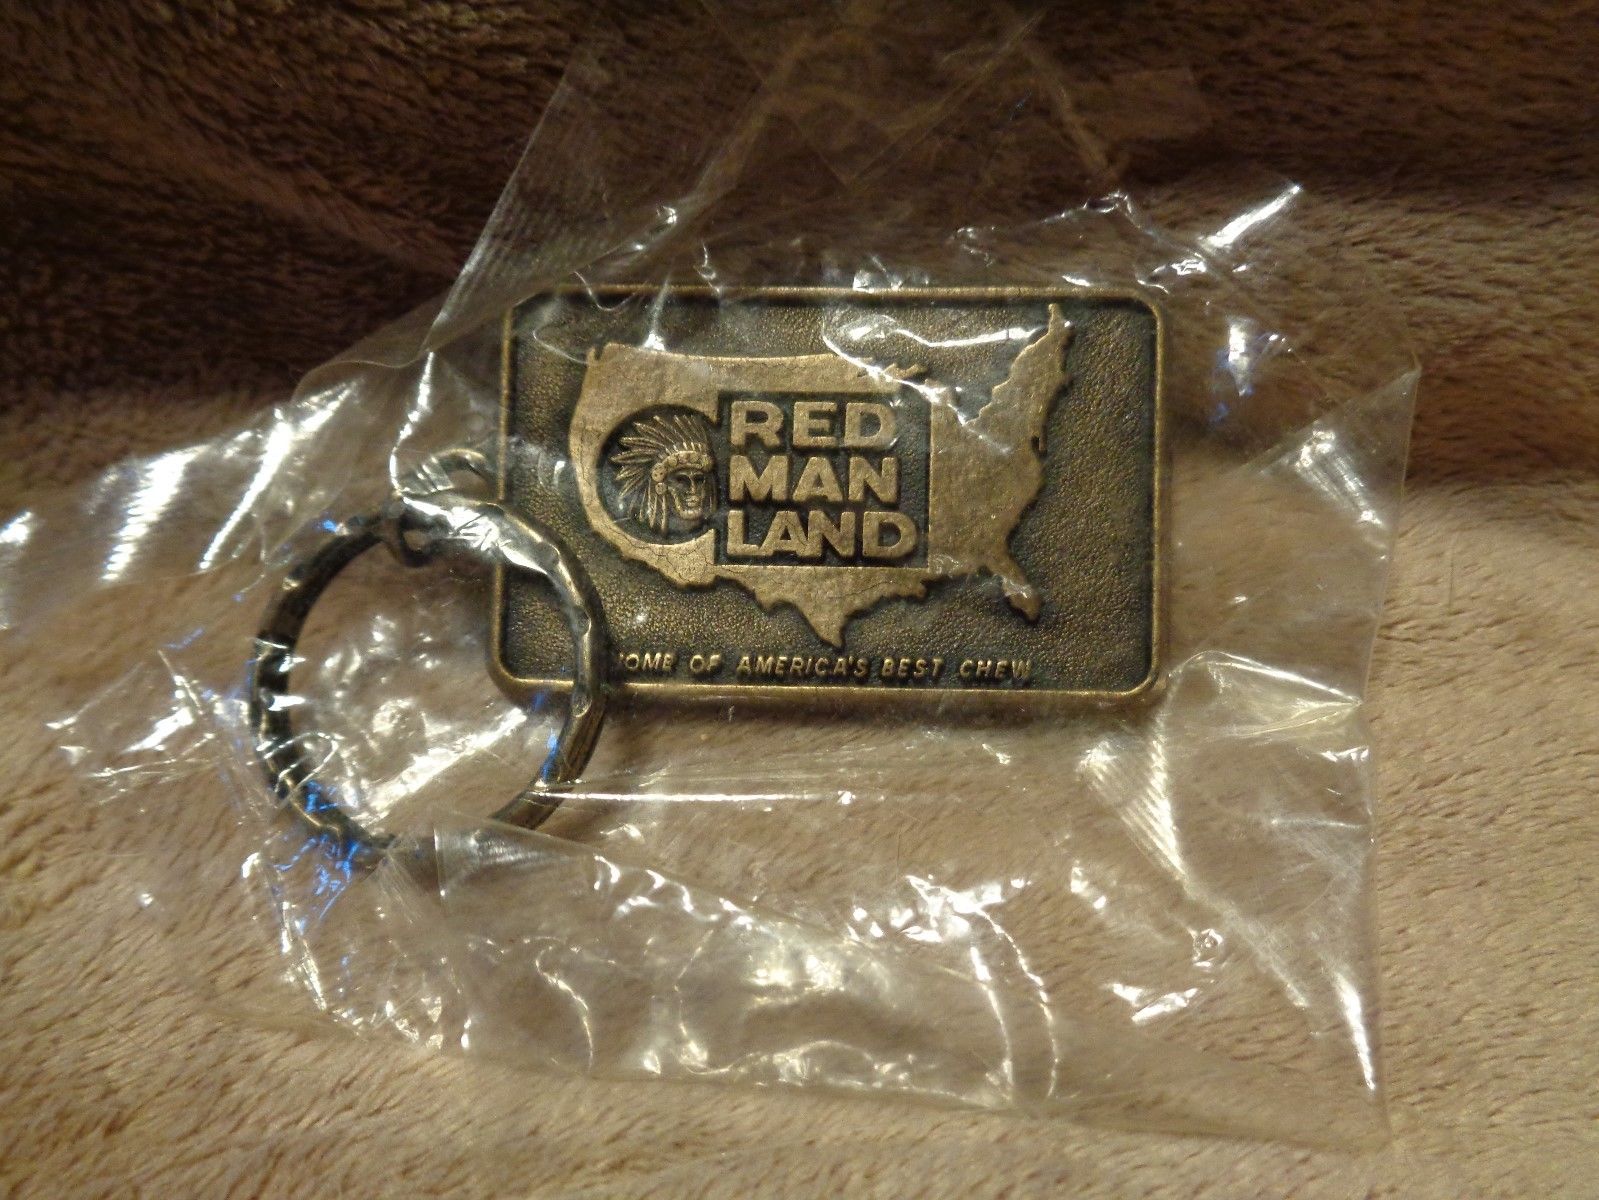 RED
MAN
LAND
HOME OF AMERICA'S BEST CHEW